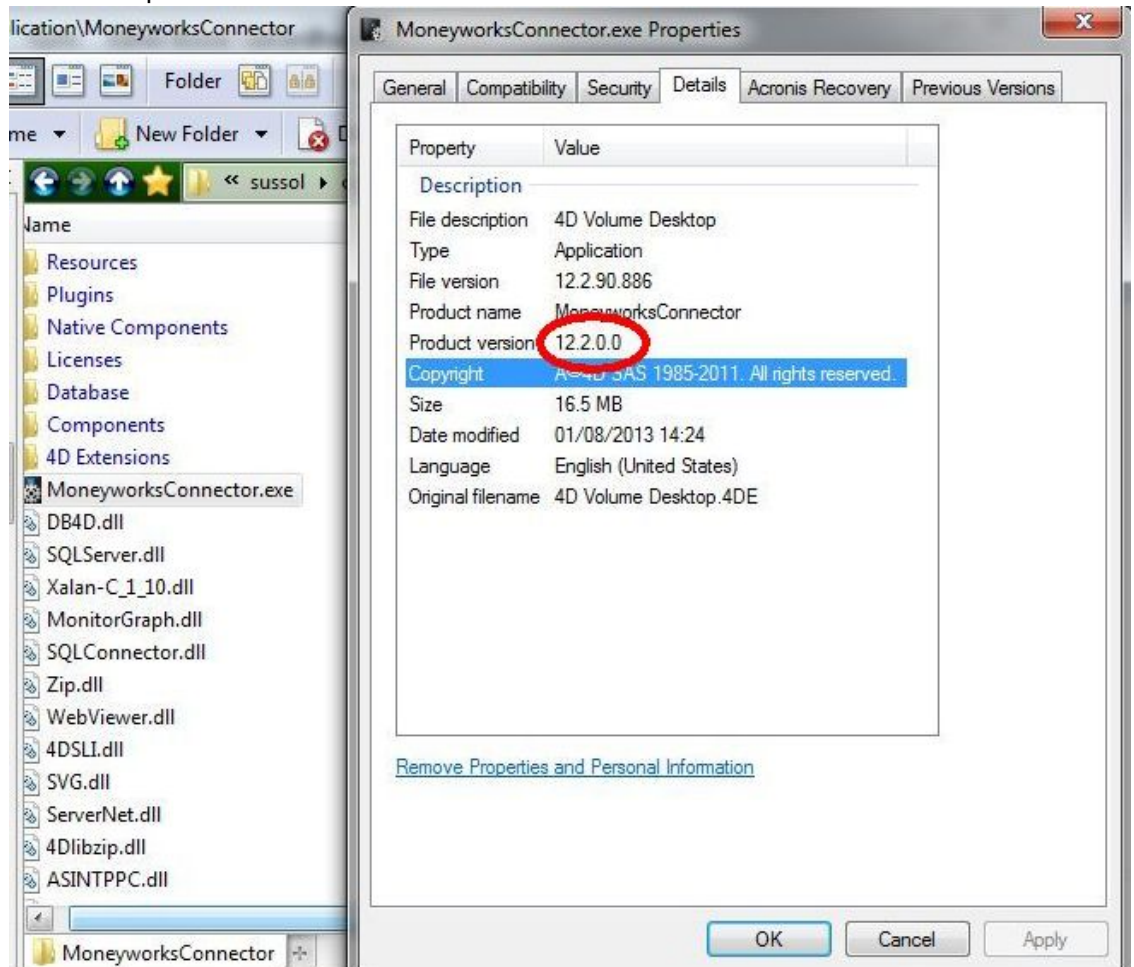 lication\MoneyworksConnector
Folder
me
New Folder
« sussol
Name
Resources
Plugins
Native Components
Licenses
Database
Components
4D Extensions
MoneyworksConnector.exe
DB4D.dll
SQLServer.dll
Xalan-C_1_10.dll
MonitorGraph.dll
SQLConnector.dll
Zip.dll
WebViewer.dll
4DSLI.dll
SVG.dll
ServerNet.dll
4Dlibzip.dll
ASINTPPC.dll
MoneyworksConnector
MoneyworksConnector.exe Properties
General Compatibility Security Details Acronis Recovery Previous Versions
Property Value
Description
File description 4D Volume Desktop
Type Application
File version 12.2.90.886
Product name MoneyworksConnector
Product version 12.2.0.0
Copyright 4D SAS 1985-2011. All rights reserved.
Size 16.5 MB
Date modified 01/08/2013 14:24
Language English (United States)
Original filename 4D Volume Desktop.4DE
Remove Properties and Personal Information
OK Cancel Apply